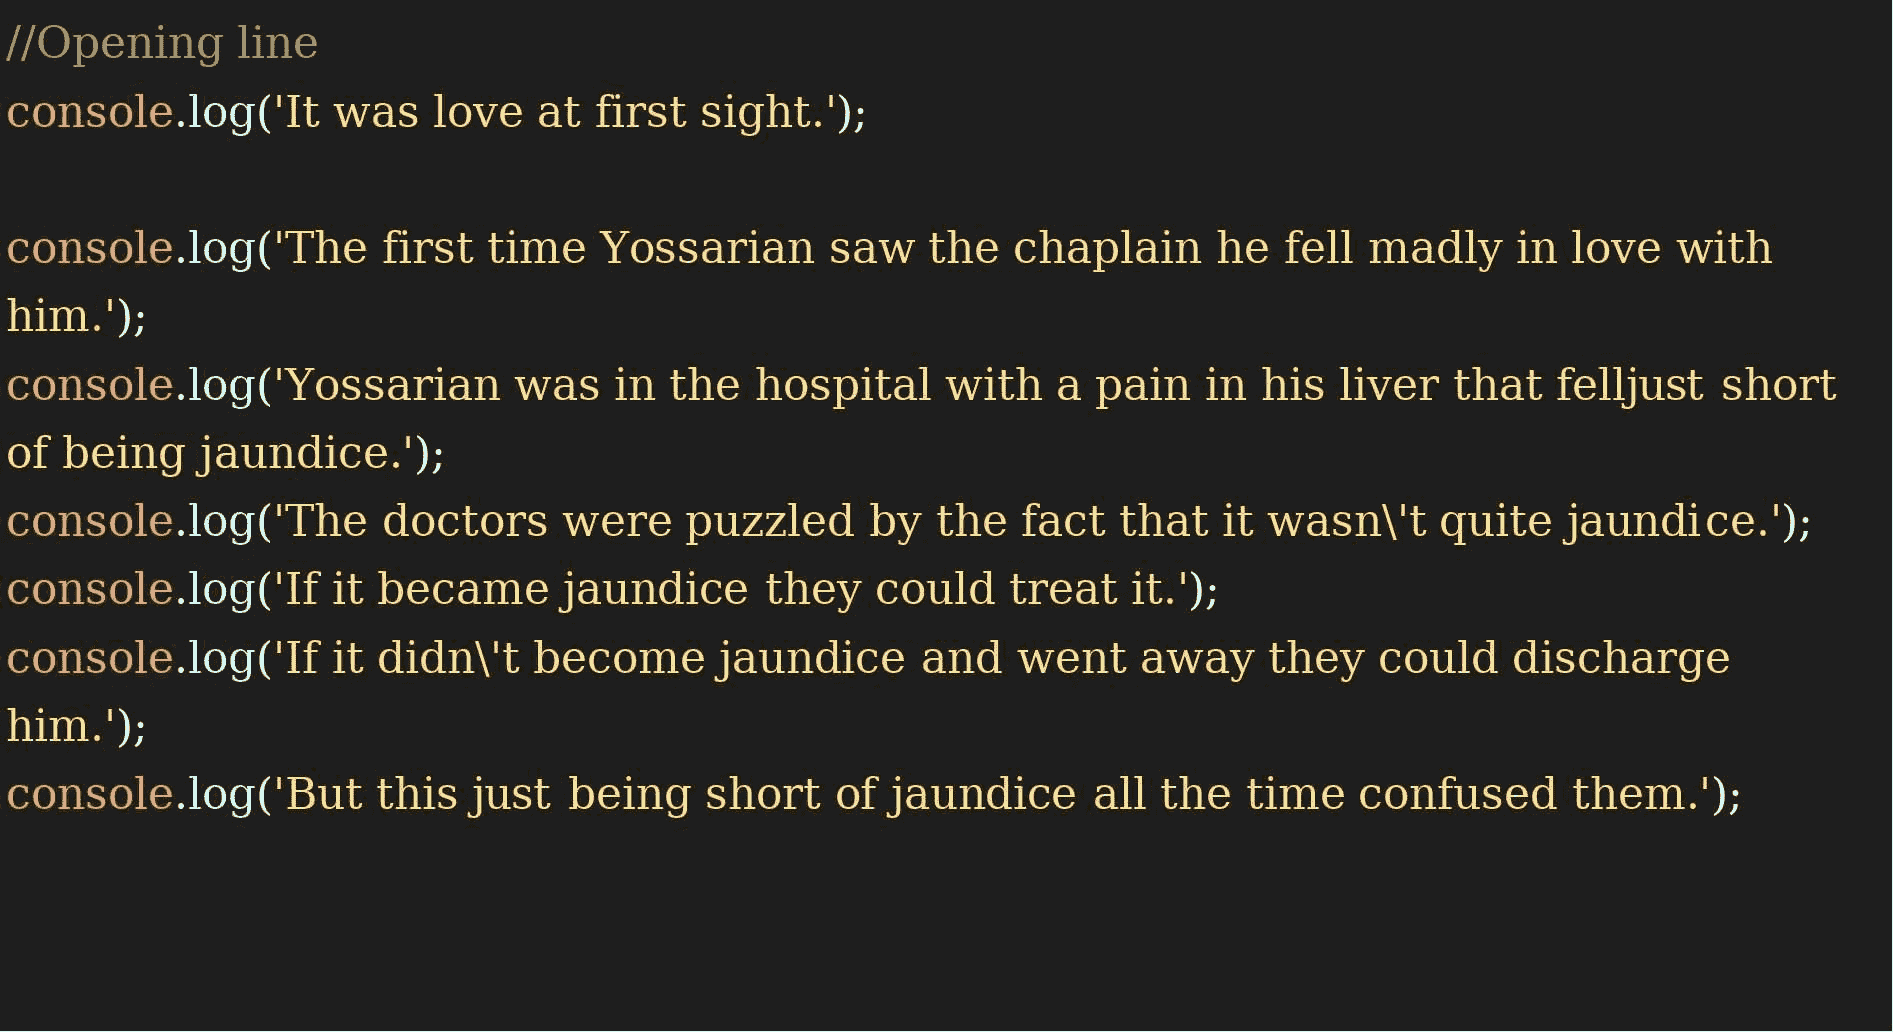 //Opening line
console.log('It was love at first sight.');
console.log('The first time Yossarian saw the chaplain he fell madly in love with
him.');
console.log('Yossarian was in the hospital with a pain in his liver that felljust short
of being jaundice.');
console.log('The doctors were puzzled by the fact that it wasn\'t quite jaundice.');
console.log('If it became jaundice they could treat it.');
console.log('If it didn\'t become jaundice and went away they could discharge
him.');
console.log('But this just being short of jaundice all the time confused them.');